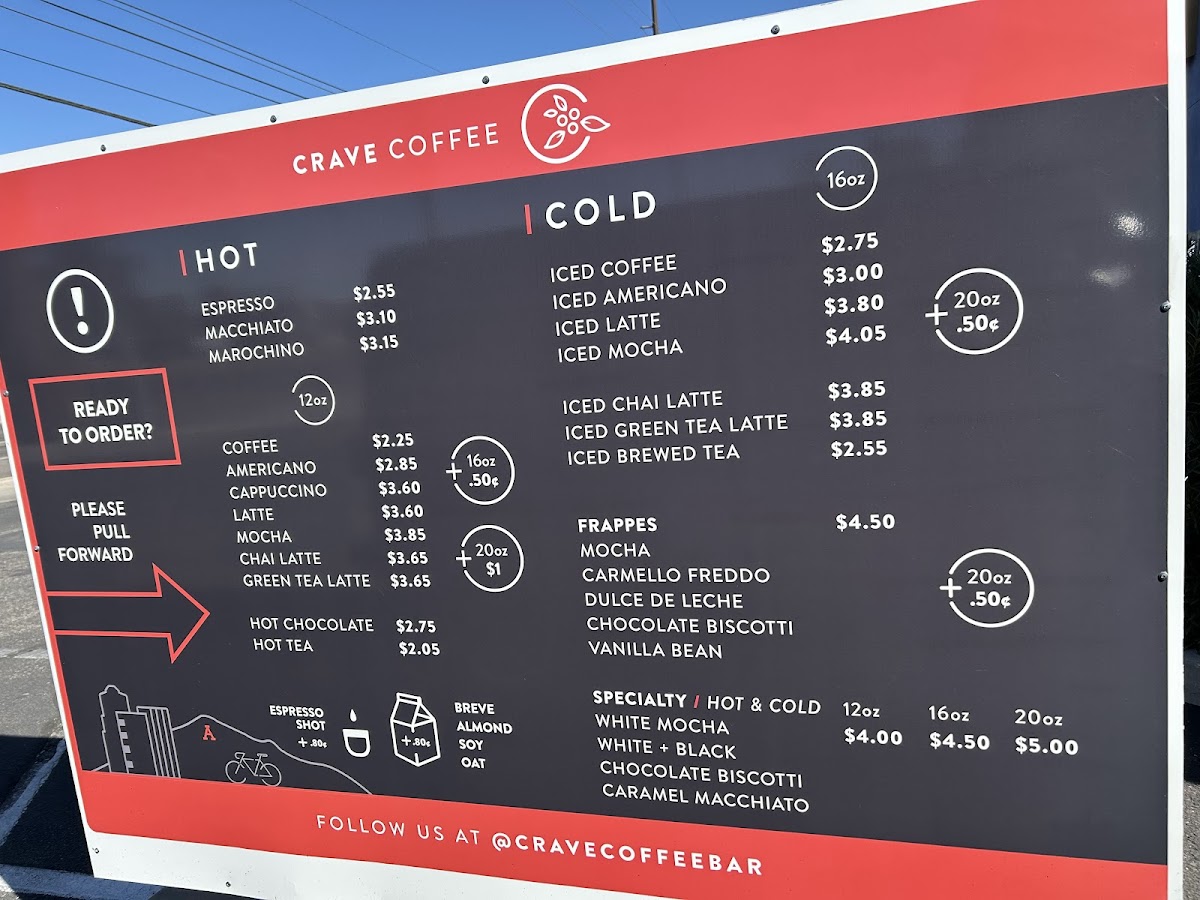 CRAVE COFFEE
!
READY
TO ORDER?
PLEASE
PULL
FORWARD
HOT
ESPRESSO $2.55
MACCHIATO $3.10
MAROCHINO $3.15
12oz
COFFEE $2.25
AMERICANO $2.85
CAPPUCCINO $3.60
LATTE $3.60
MOCHA $3.85
CHAI LATTE $3.65
GREEN TEA LATTE $3.65
+ 16oz
.50¢
+ 20oz
$1
HOT CHOCOLATE $2.75
HOT TEA $2.05
A
ESPRESSO
SHOT
+ .80¢
+.80¢
BREVE
ALMOND
SOY
OAT
COLD
16oz
ICED COFFEE $2.75
ICED AMERICANO $3.00
ICED LATTE $3.80
ICED MOCHA $4.05
+ 20oz
.50¢
ICED CHAI LATTE $3.85
ICED GREEN TEA LATTE $3.85
ICED BREWED TEA $2.55
FRAPPES $4.50
MOCHA
CARMELLO FREDDO
DULCE DE LECHE
CHOCOLATE BISCOTTI
VANILLA BEAN
+ 20oz
.50¢
SPECIALTY / HOT & COLD 12oz 16oz 20oz
WHITE MOCHA $4.00 $4.50 $5.00
WHITE + BLACK
CHOCOLATE BISCOTTI
CARAMEL MACCHIATO
FOLLOW US AT @CRAVECOFFEEBAR